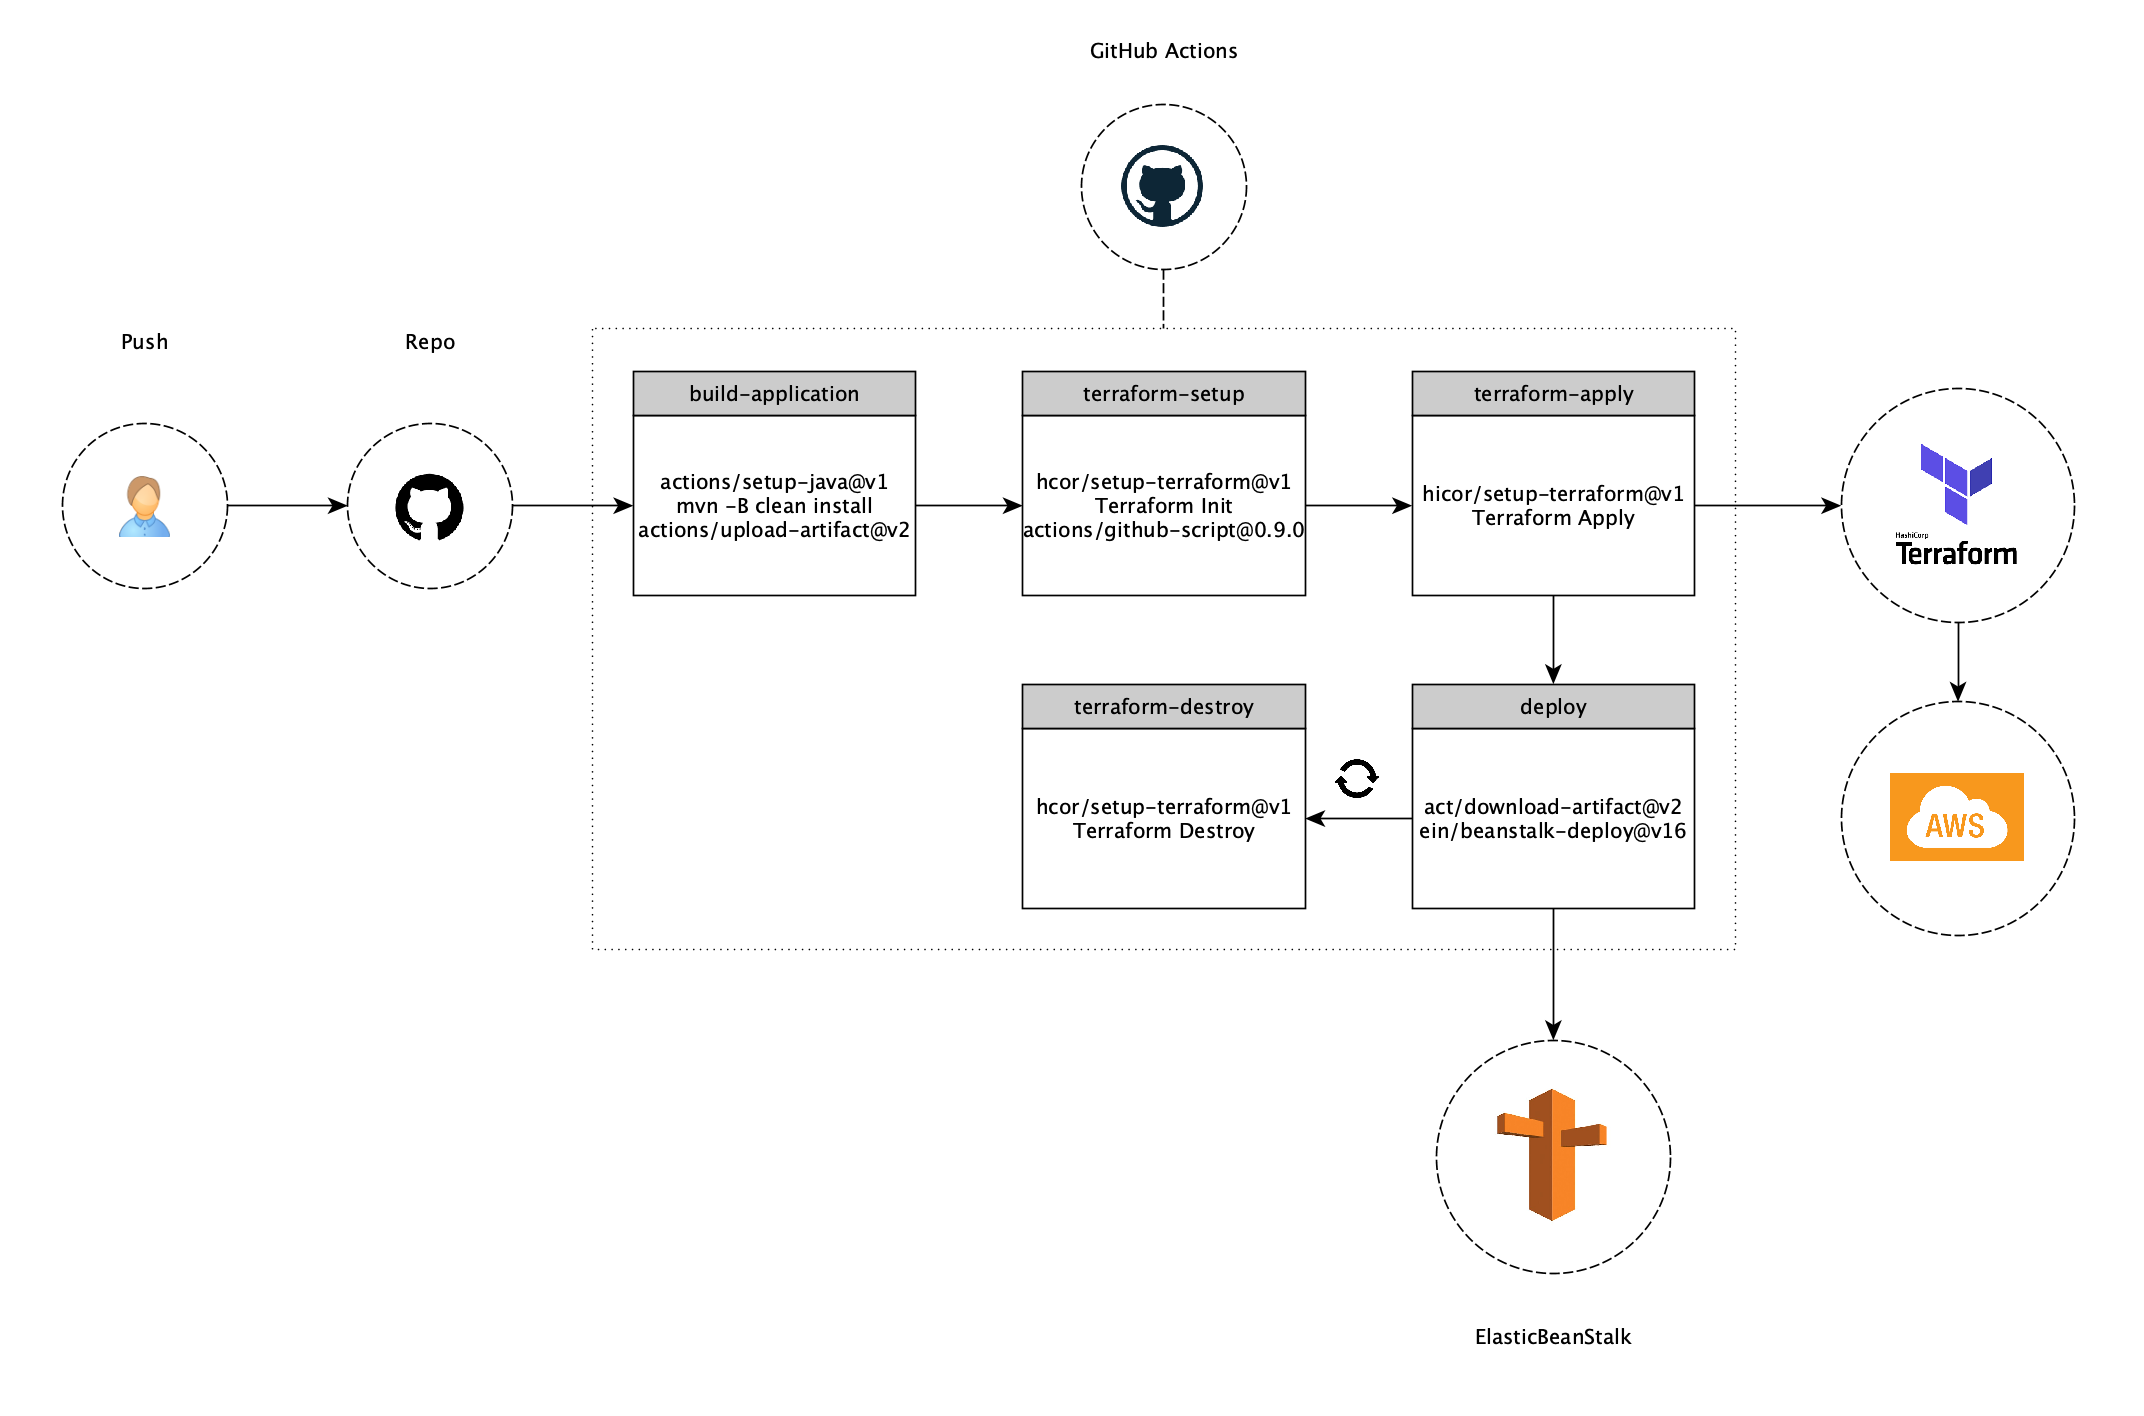 GitHub Actions
Push
Repo
build-application
actions/setup-java@v1
mvn -B clean install
actions/upload-artifact@v2
terraform-setup
hcor/setup-terraform@v1
Terraform Init
actions/github-script@0.9.0
terraform-apply
hicor/setup-terraform@v1
Terraform Apply
HashiCorp
Terraform
terraform-destroy
hcor/setup-terraform@v1
Terraform Destroy
deploy
act/download-artifact@v2
ein/beanstalk-deploy@v16
AWS
ElasticBeanStalk